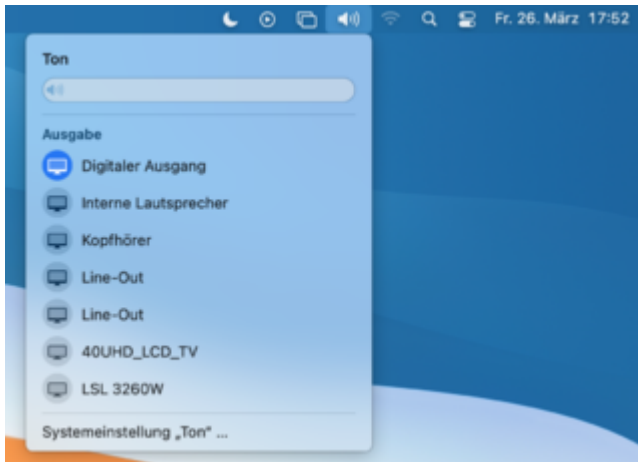 Fr. 26. März 17:52
Ton
Ausgabe
Digitaler Ausgang
Interne Lautsprecher
Kopfhörer
Line-Out
Line-Out
40UHD_LCD_TV
LSL 3260W
Systemeinstellung „Ton“ ...